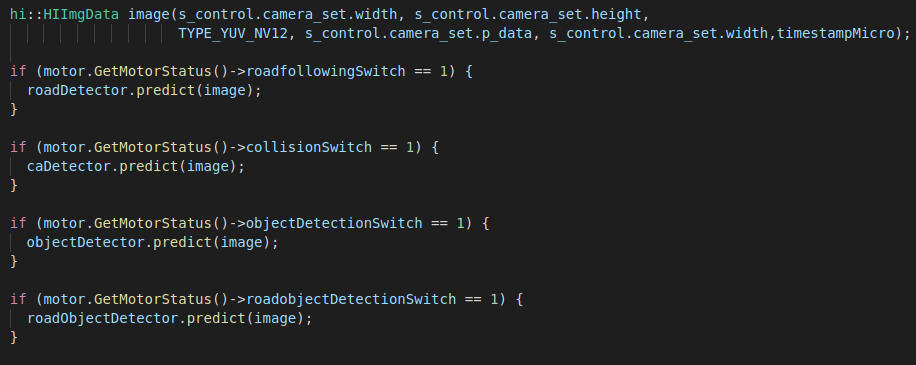 hi::HIImgData image(s_control.camera_set.width, s_control.camera_set.height,
TYPE_YUV_NV12, s_control.camera_set.p_data, s_control.camera_set.width,timestampMicro);
if (motor.GetMotorStatus()->roadfollowingSwitch == 1) {
roadDetector.predict(image);
}
if (motor.GetMotorStatus()->collisionSwitch == 1) {
caDetector.predict(image);
}
if (motor.GetMotorStatus()->objectDetectionSwitch == 1) {
objectDetector.predict(image);
}
if (motor.GetMotorStatus()->roadobjectDetectionSwitch == 1) {
roadObjectDetector.predict(image);
}